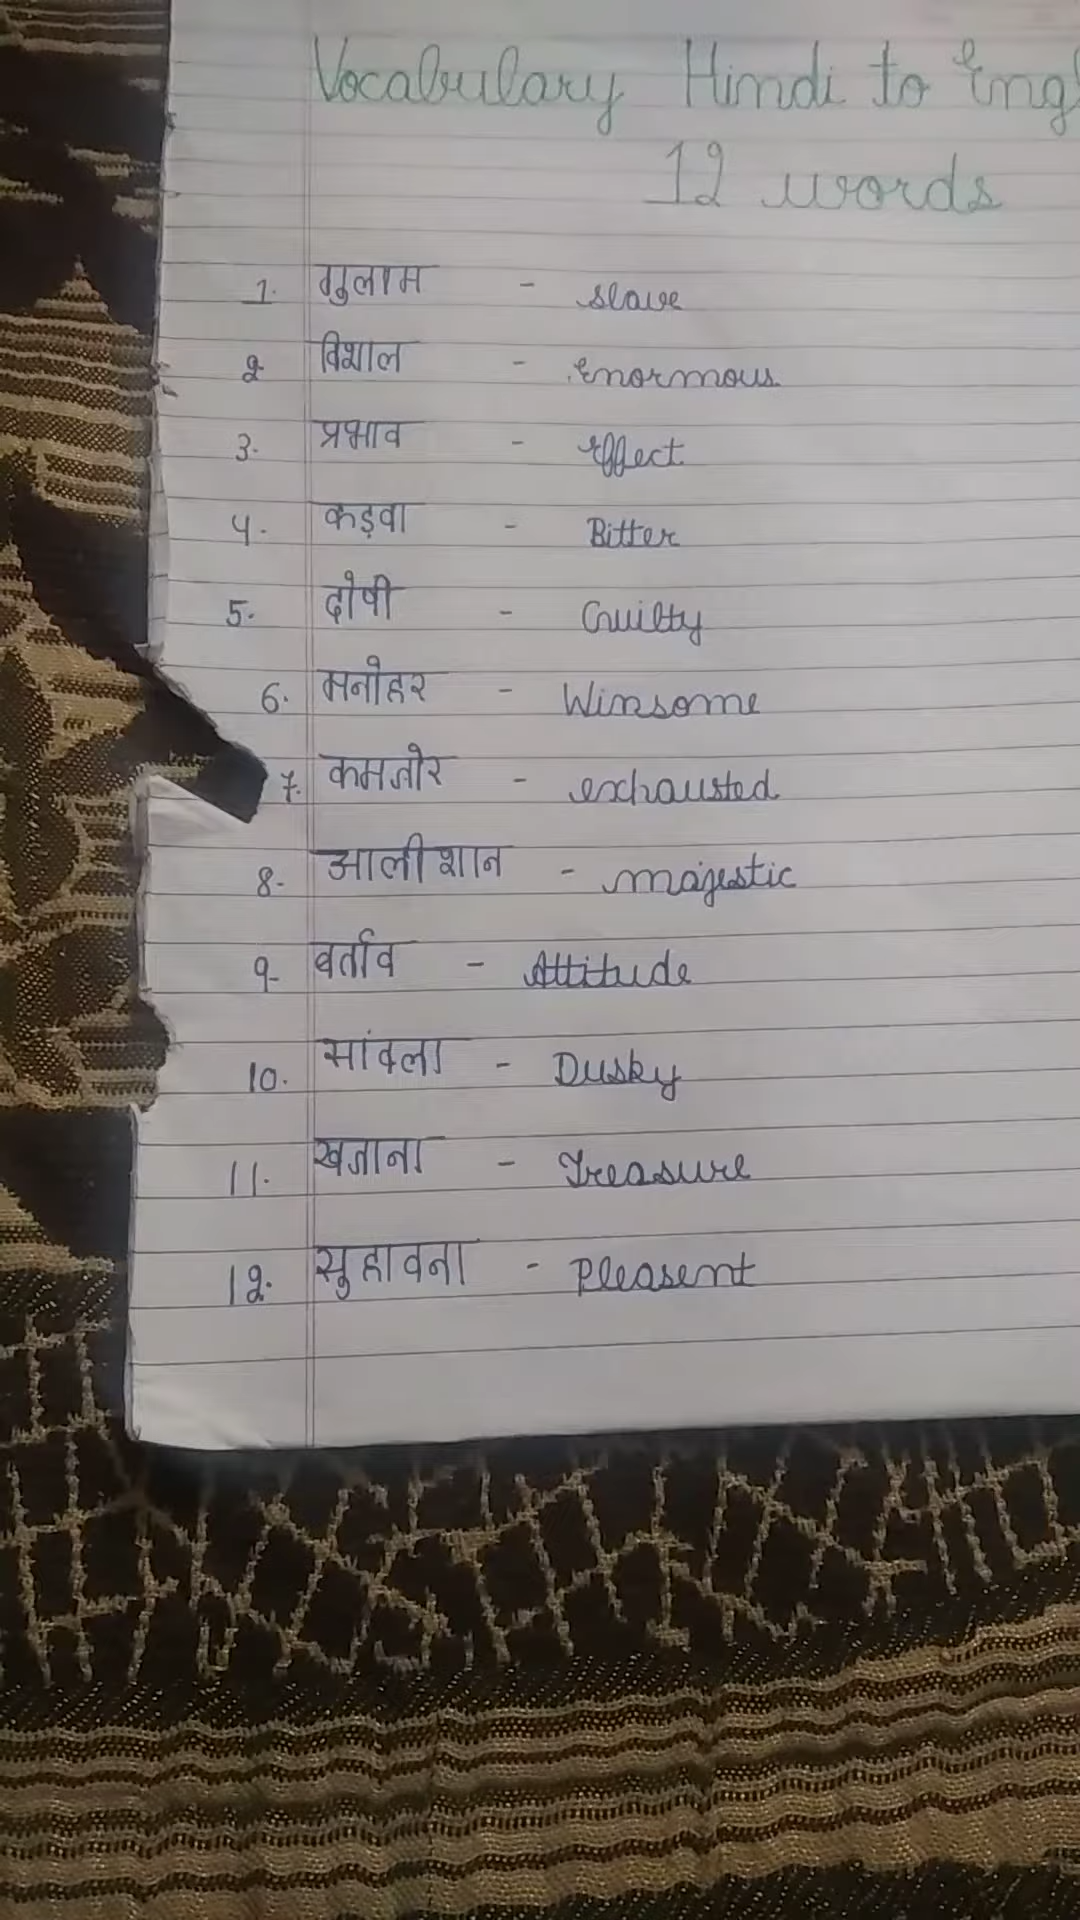 Vocabulary Hindi to Eng
12 words
1. गुलाम - slave
2 विशाल - Enormous
3. प्रभाव - Effect
4. कड़वा - Bitter
5. दोषी - Guilty
6. मनोहर - Winsome
7. कमजोर - exhausted
8. आलीशान - majestic
9. वर्ताव - Attitude
10. सांवला - Dusky
11. खजाना - Treasure
12. सुहावना - Pleasent